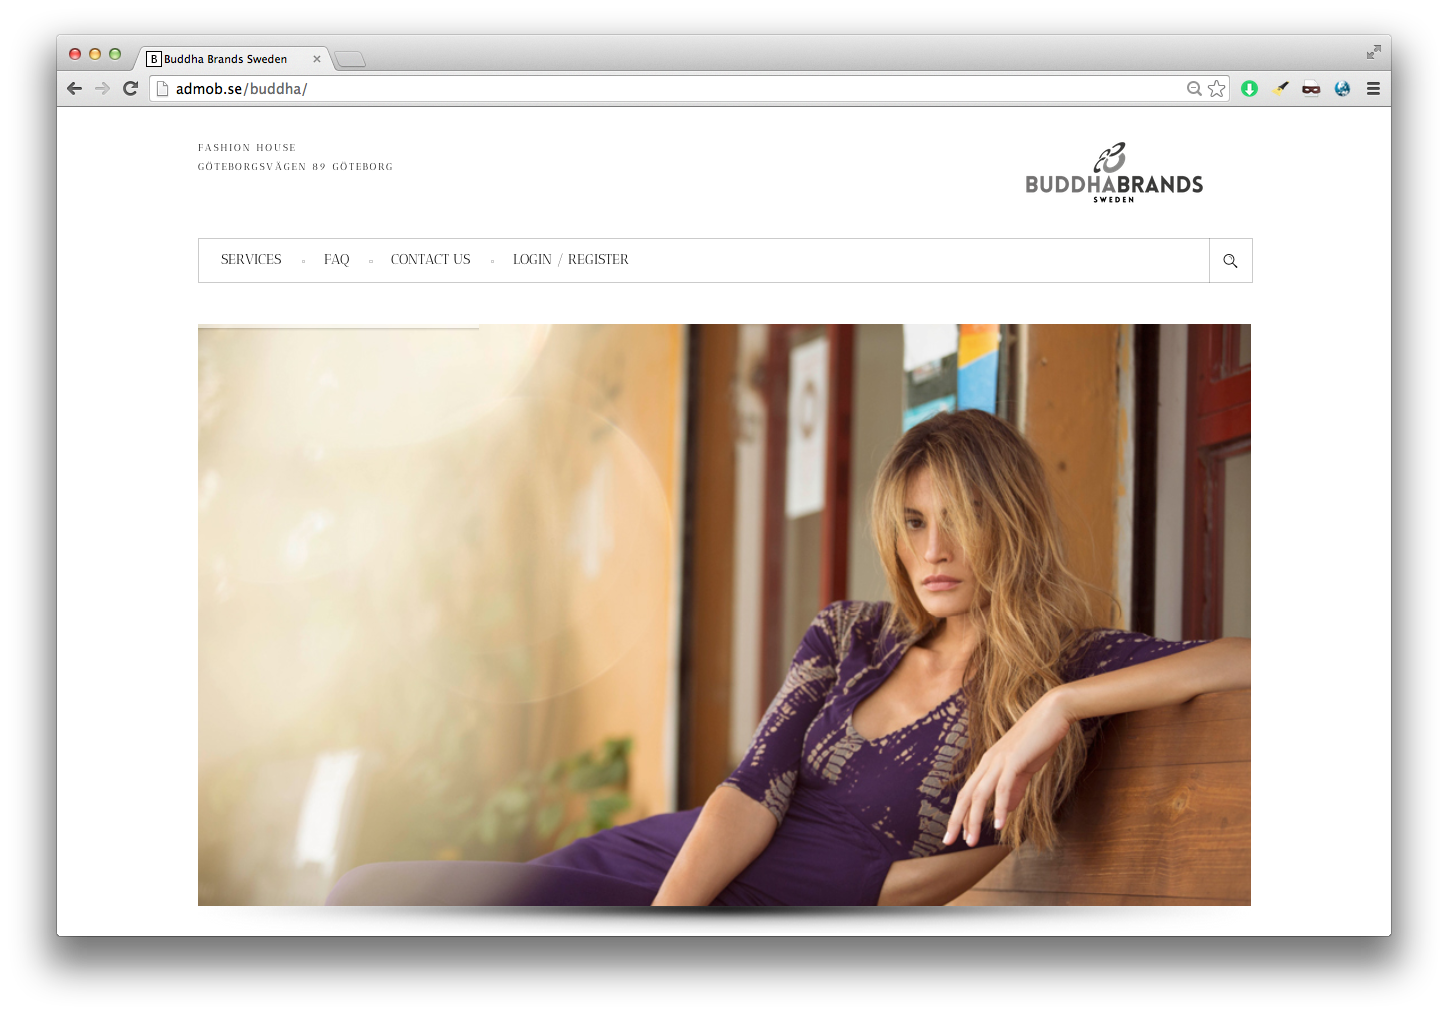 B Buddha Brands Sweden
admob.se/buddha/
FASHION HOUSE
GÖTEBORGSVÄGEN 89 GÖTEBORG
BUDDHABRANDS
SWEDEN
SERVICES FAQ CONTACT US LOGIN / REGISTER